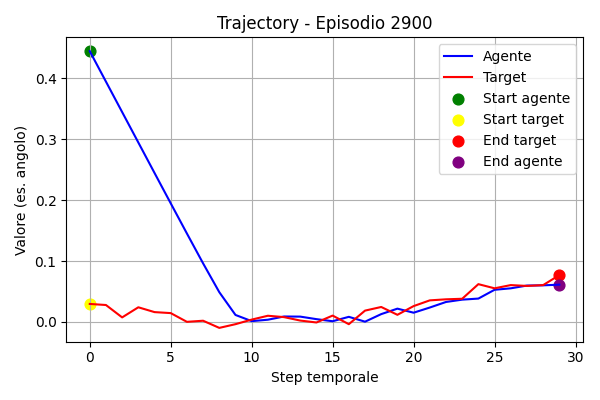 Trajectory - Episodio 2900
Valore (es. angolo)
0.4
0.3
0.2
0.1
0.0
Agente
Target
Start agente
Start target
End target
End agente
0 5 10 15 20 25 30
Step temporale